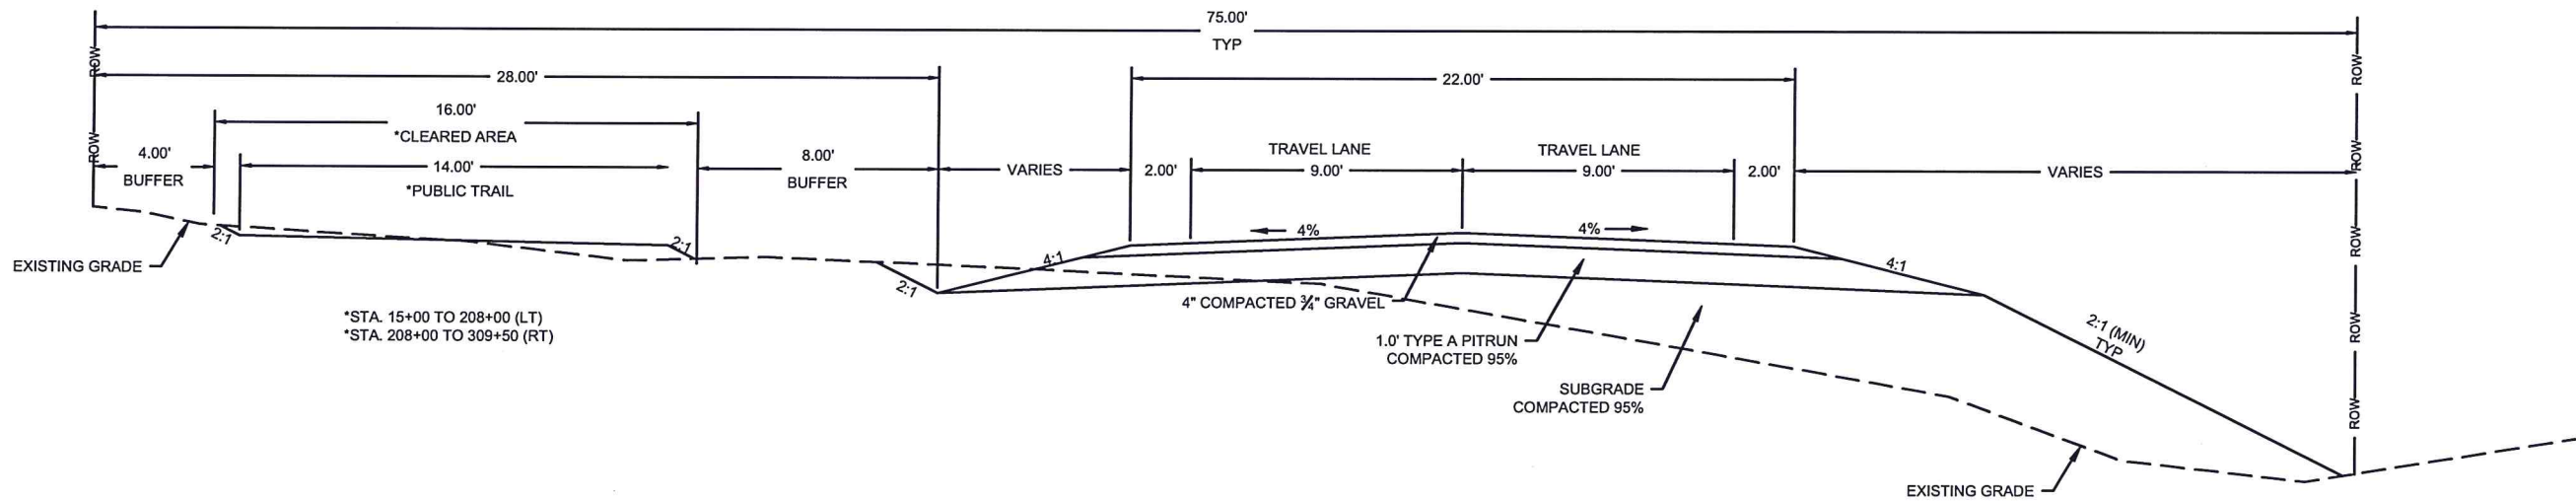 75.00'
TYP
28.00'
22.00'
16.00'
*CLEARED AREA
4.00'
BUFFER
14.00'
*PUBLIC TRAIL
8.00'
BUFFER
VARIES
2.00'
TRAVEL LANE
9.00'
TRAVEL LANE
9.00'
2.00'
VARIES
ROW
ROW
ROW
ROW
ROW
ROW
ROW
2:1
2:1
2:1
4:1
4%
4%
4:1
2:1 (MIN)
TYP
EXISTING GRADE
4" COMPACTED ¾" GRAVEL
*STA. 15+00 TO 208+00 (LT)
*STA. 208+00 TO 309+50 (RT)
1.0' TYPE A PITRUN
COMPACTED 95%
SUBGRADE
COMPACTED 95%
EXISTING GRADE